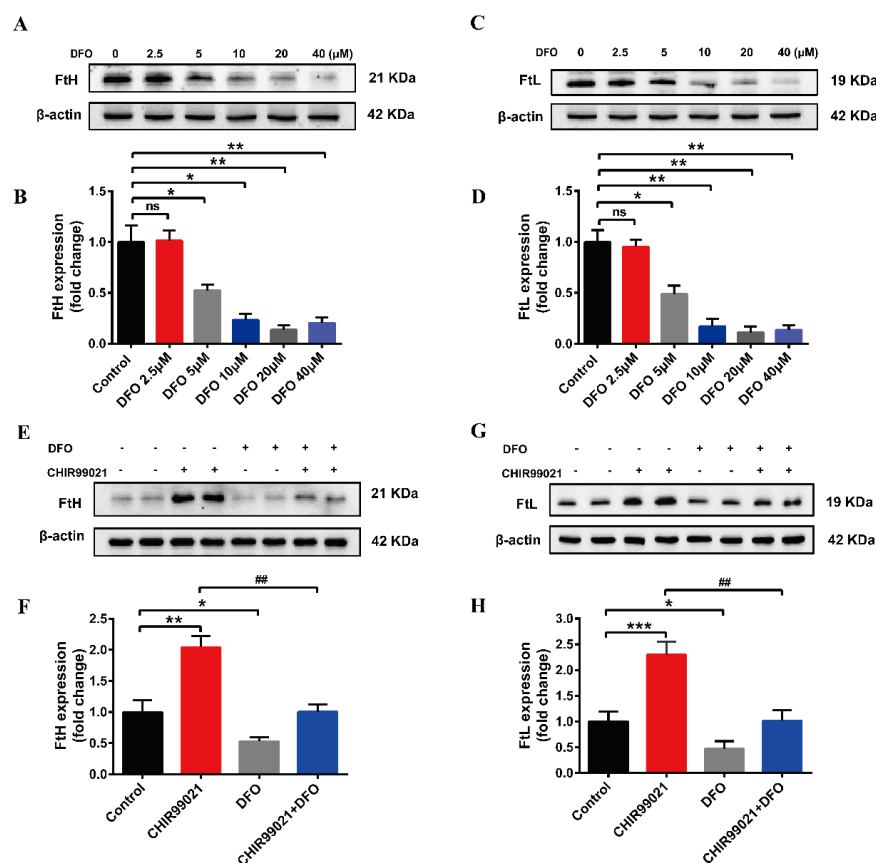 A
DFO 0 2.5 5 10 20 40 (μM)
FtH 21 KDa
β-actin 42 KDa
C
DFO 0 2.5 5 10 20 40 (μM)
FtL 19 KDa
β-actin 42 KDa
B
**
**
*
*
ns
FtH expression
(fold change)
1.5
1.0
0.5
0.0
Control
DFO 2.5μM
DFO 5μM
DFO 10μM
DFO 20μM
DFO 40μM
D
**
**
**
*
ns
FtL expression
(fold change)
1.5
1.0
0.5
0.0
Control
DFO 2.5μM
DFO 5μM
DFO 10μM
DFO 20μM
DFO 40μM
E
DFO - - - - + + + +
CHIR99021 - - + + - - + +
FtH 21 KDa
β-actin 42 KDa
G
DFO - - - - + + + +
CHIR99021 - - + + - - + +
FtL 19 KDa
β-actin 42 KDa
F
##
*
**
FtH expression
(fold change)
2.5
2.0
1.5
1.0
0.5
0.0
Control
CHIR99021
DFO
CHIR99021+DFO
H
##
*
***
FtL expression
(fold change)
3.0
2.5
2.0
1.5
1.0
0.5
0.0
Control
CHIR99021
DFO
CHIR99021+DFO